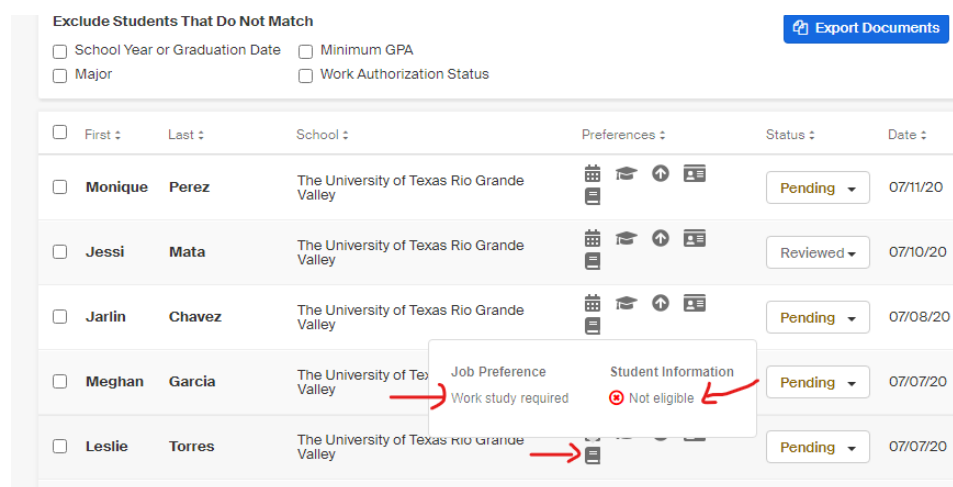 Exclude Students That Do Not Match
Export Documents
School Year or Graduation Date
Minimum GPA
Major
Work Authorization Status
First
Last
School
Preferences
Status
Date
Monique
Perez
The University of Texas Rio Grande
Valley
Pending
07/11/20
Jessi
Mata
The University of Texas Rio Grande
Valley
Reviewed
07/10/20
Jarlin
Chavez
The University of Texas Rio Grande
Valley
Pending
07/08/20
Meghan
Garcia
The University of Te
Valley
Pending
07/07/20
Job Preference
Student Information
Work study required
Not eligible
Leslie
Torres
The University of Texas Rio Grande
Valley
Pending
07/07/20